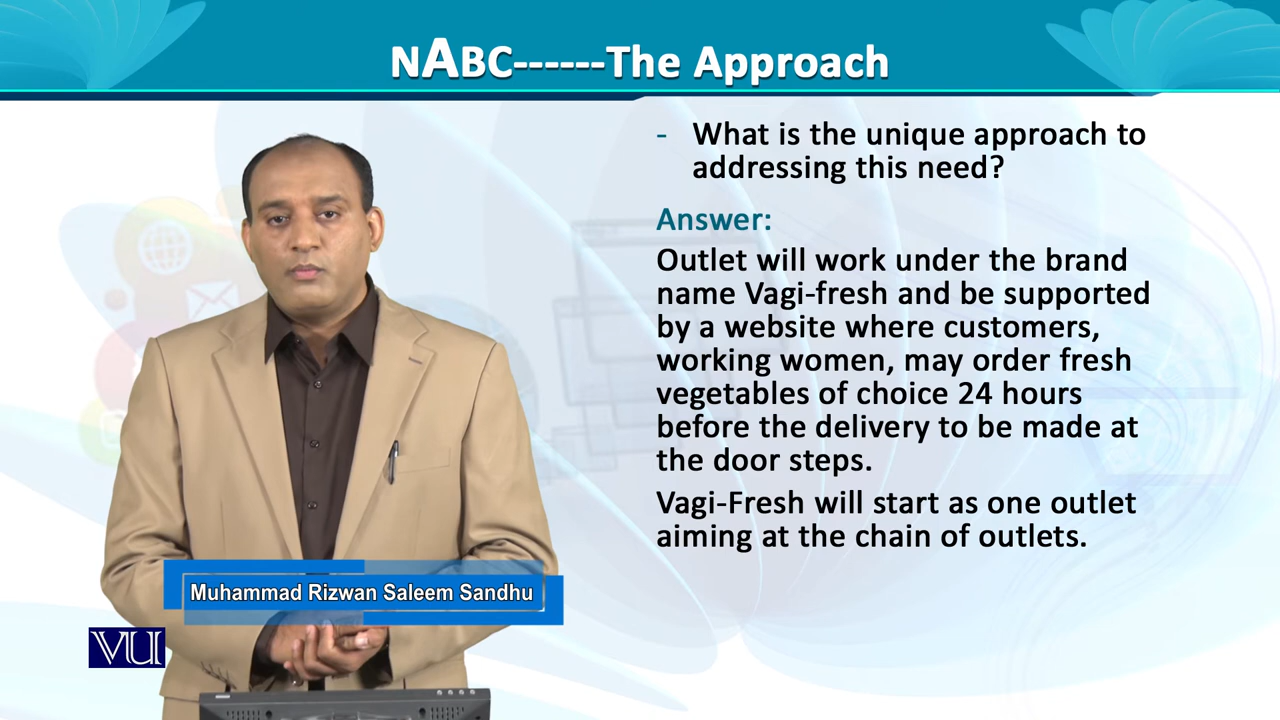 NABC------The Approach
- What is the unique approach to
addressing this need?
Answer:
Outlet will work under the brand
name Vagi-fresh and be supported
by a website where customers,
working women, may order fresh
vegetables of choice 24 hours
before the delivery to be made at
the door steps.
Vagi-Fresh will start as one outlet
aiming at the chain of outlets.
Muhammad Rizwan Saleem Sandhu
VU